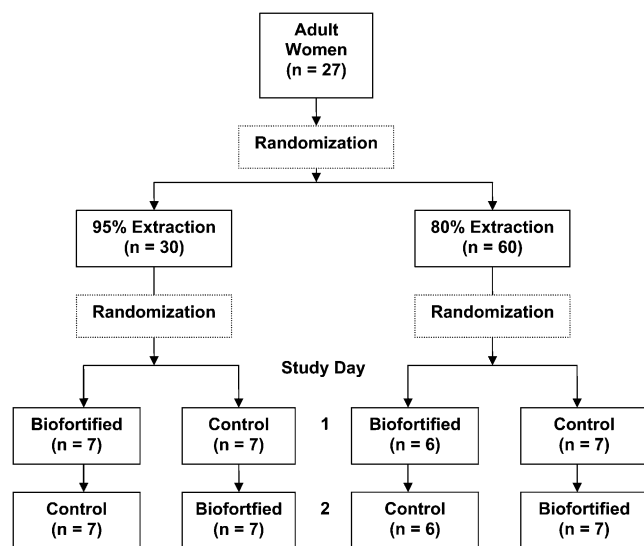 Adult
Women
(n = 27)
Randomization
95% Extraction
(n = 30)
80% Extraction
(n = 60)
Randomization
Randomization
Study Day
Biofortified
(n = 7)
Control
(n = 7)
1
Biofortified
(n = 6)
Control
(n = 7)
Control
(n = 7)
Biofortfied
(n = 7)
2
Control
(n = 6)
Biofortified
(n = 7)